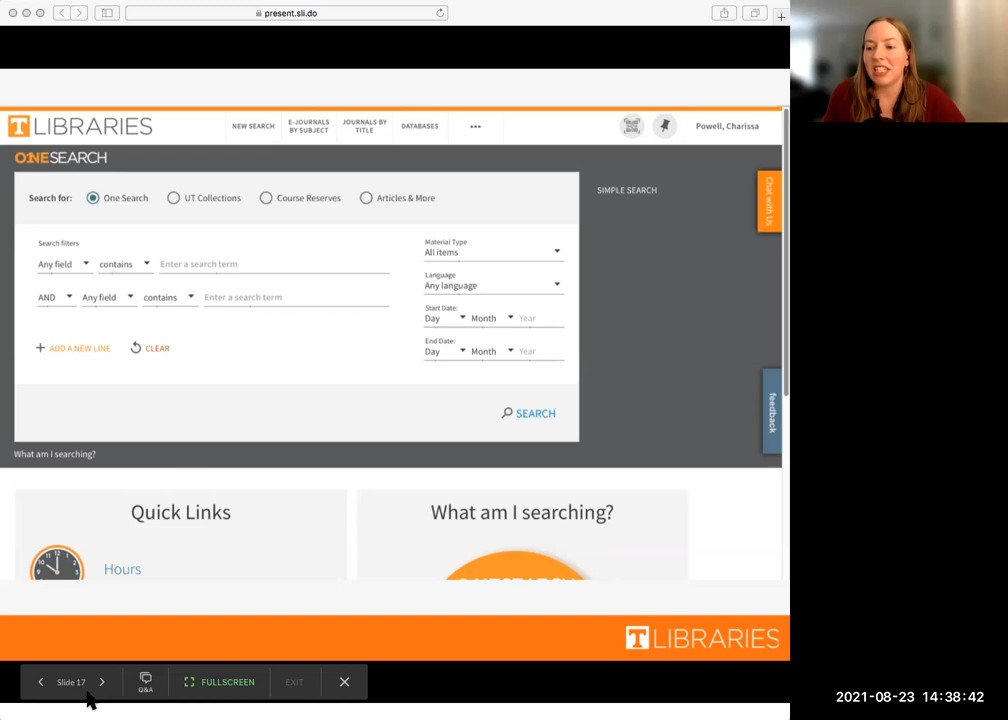 present.sli.do
T LIBRARIES
NEW SEARCH
E-JOURNALS BY SUBJECT
JOURNALS BY TITLE
DATABASES
•••
Powell, Charissa
ONESEARCH
Search for:
One Search
UT Collections
Course Reserves
Articles & More
SIMPLE SEARCH
Chat with Us
Search filters
Any field
contains
Enter a search term
AND
Any field
contains
Enter a search term
Material Type
All items
Language
Any language
Start Date:
Day Month Year
End Date:
Day Month Year
+ ADD A NEW LINE
CLEAR
SEARCH
feedback
What am I searching?
Quick Links
What am I searching?
Hours
ONESEARCH
T LIBRARIES
Slide 17
Q&A
FULLSCREEN
EXIT
2021-08-23 14:38:42